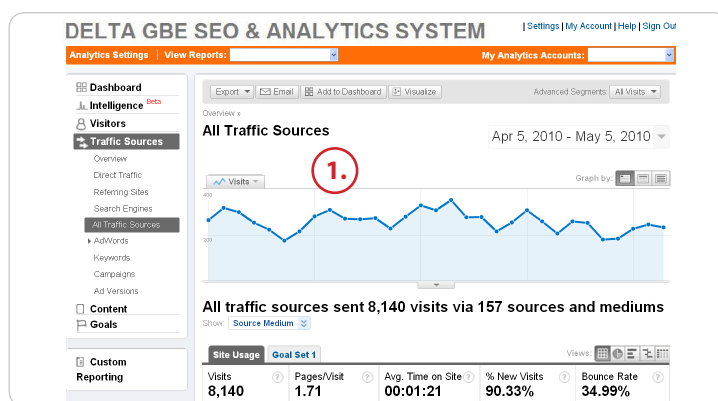 DELTA GBE SEO & ANALYTICS SYSTEM
| Settings | My Account | Help | Sign Out
Analytics Settings | View Reports:
My Analytics Accounts:
Dashboard
Intelligence Beta
Visitors
Traffic Sources
Overview
Direct Traffic
Referring Sites
Search Engines
All Traffic Sources
AdWords
Keywords
Campaigns
Ad Versions
Content
Goals
Custom
Reporting
Export Email Add to Dashboard Visualize
Advanced Segments: All Visits
Overview »
All Traffic Sources
Apr 5, 2010 - May 5, 2010
1.
Visits
Graph by:
400
200
All traffic sources sent 8,140 visits via 157 sources and mediums
Show: Source Medium
Site Usage Goal Set 1
Views:
Visits ? Pages/Visit ? Avg. Time on Site ? % New Visits ? Bounce Rate ?
8,140 1.71 00:01:21 90.33% 34.99%